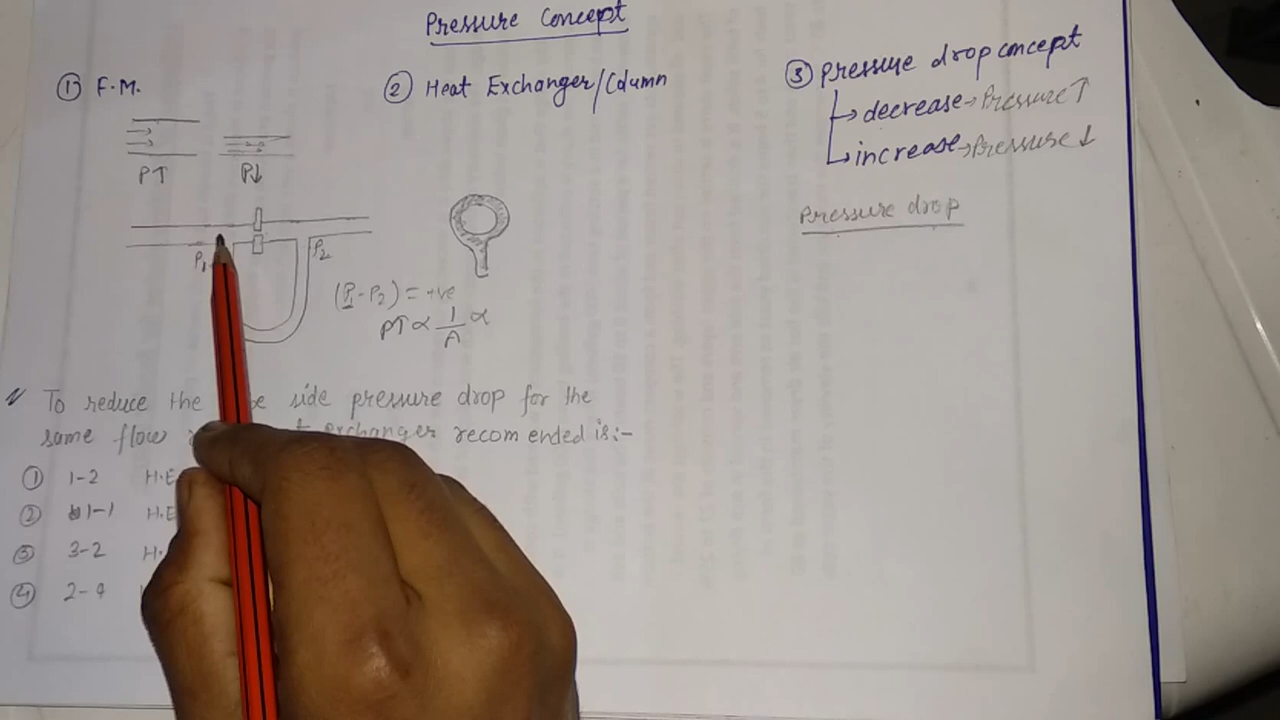 Pressure Concept
① F.M.
② Heat Exchanger/Column
③ Pressure drop concept
decrease → Pressure ↑
increase → Pressure ↓
P↑ P↓
Pressure drop
P₁ P₂
(P₁-P₂) = +ve
P↑ ∝ 1/A ∝
To reduce the side pressure drop for the
same flow exchanger recomended is:-
① 1-2 H.E
② 1-1 H.E
③ 3-2 H.
④ 2-4